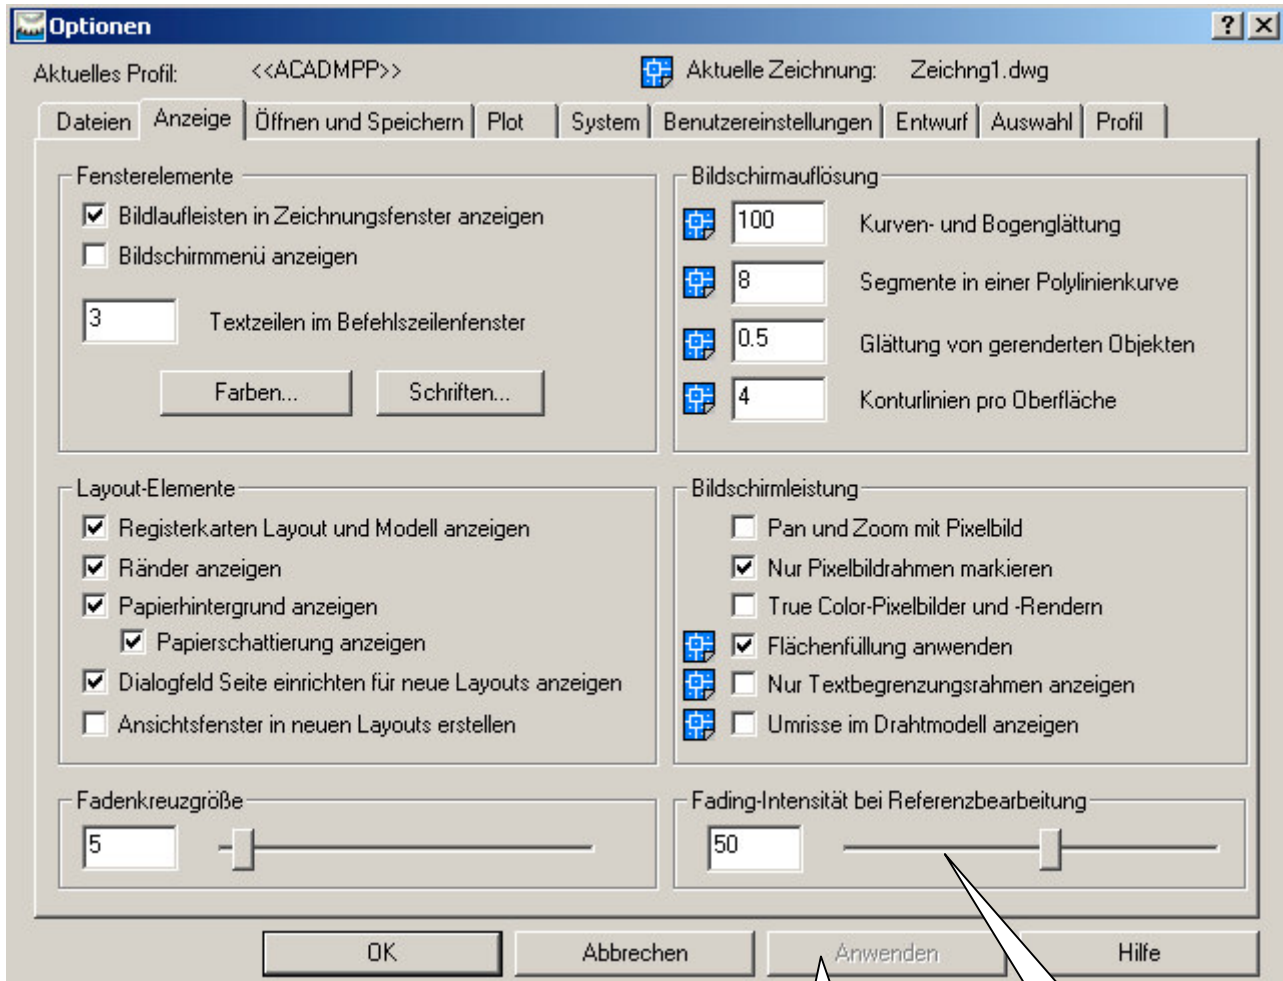 Optionen
Aktuelles Profil: <<ACADMPP>> Aktuelle Zeichnung: Zeichng1.dwg
Dateien Anzeige Öffnen und Speichern Plot System Benutzereinstellungen Entwurf Auswahl Profil
Fensterelemente
Bildlaufleisten in Zeichnungsfenster anzeigen
Bildschirmmenü anzeigen
3 Textzeilen im Befehlszeilenfenster
Farben... Schriften...
Bildschirmauflösung
100 Kurven- und Bogenglättung
8 Segmente in einer Polylinienkurve
0.5 Glättung von gerenderten Objekten
4 Konturlinien pro Oberfläche
Layout-Elemente
Registerkarten Layout und Modell anzeigen
Ränder anzeigen
Papierhintergrund anzeigen
Papierschattierung anzeigen
Dialogfeld Seite einrichten für neue Layouts anzeigen
Ansichtsfenster in neuen Layouts erstellen
Bildschirmleistung
Pan und Zoom mit Pixelbild
Nur Pixelbildrahmen markieren
True Color-Pixelbilder und -Rendern
Flächenfüllung anwenden
Nur Textbegrenzungsrahmen anzeigen
Umrisse im Drahtmodell anzeigen
Fadenkreuzgröße
5
Fading-Intensität bei Referenzbearbeitung
50
OK Abbrechen Anwenden Hilfe